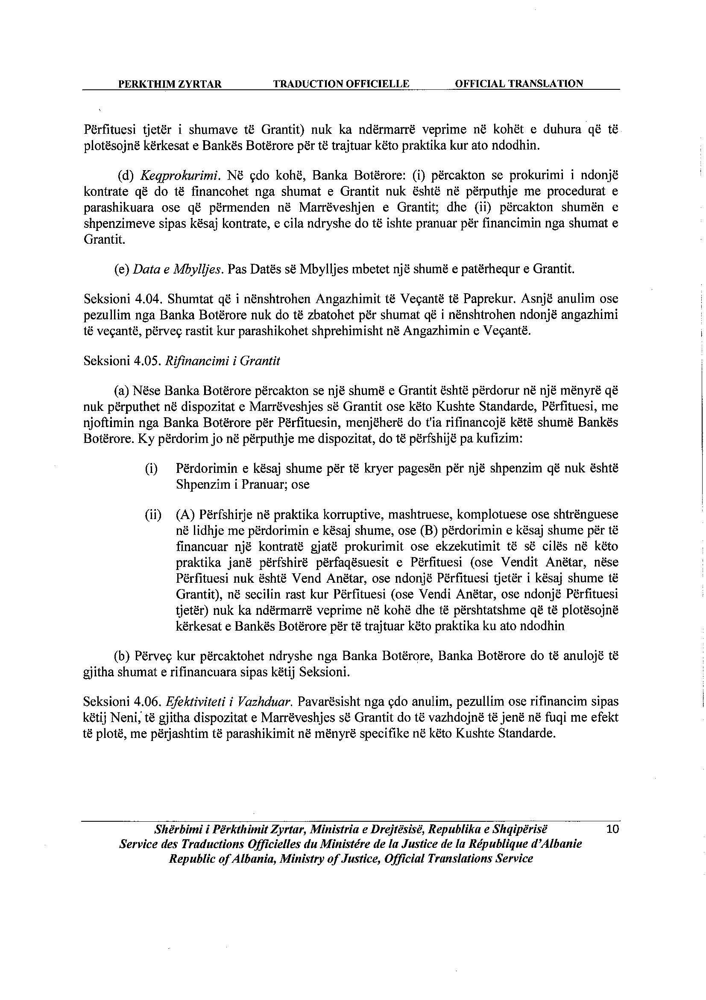 PERKTHIM ZYRTAR TRADUCTION OFFICIELLE OFFICIAL TRANSLATION
Përfituesi tjetër i shumave të Grantit) nuk ka ndërmarrë veprime në kohët e duhura që të
plotësojnë kërkesat e Bankës Botërore për të trajtuar këto praktika kur ato ndodhin.
(d) Keqprokurimi. Në çdo kohë, Banka Botërore: (i) përcakton se prokurimi i ndonjë
kontrate që do të financohet nga shumat e Grantit nuk është në përputhje me procedurat e
parashikuara ose që përmenden në Marrëveshjen e Grantit; dhe (ii) përcakton shumën e
shpenzimeve sipas kësaj kontrate, e cila ndryshe do të ishte pranuar për financimin nga shumat e
Grantit.
(e) Data e Mbylljes. Pas Datës së Mbylljes mbetet një shumë e patërhequr e Grantit.
Seksioni 4.04. Shumtat që i nënshtrohen Angazhimit të Veçantë të Paprekur. Asnjë anulim ose
pezullim nga Banka Botërore nuk do të zbatohet për shumat që i nënshtrohen ndonjë angazhimi
të veçantë, përveç rastit kur parashikohet shprehimisht në Angazhimin e Veçantë.
Seksioni 4.05. Rifinancimi i Grantit
(a) Nëse Banka Botërore përcakton se një shumë e Grantit është përdorur në një mënyrë që
nuk përputhet në dispozitat e Marrëveshjes së Grantit ose këto Kushte Standarde, Përfituesi, me
njoftimin nga Banka Botërore për Përfituesin, menjëherë do t'ia rifinancojë këtë shumë Bankës
Botërore. Ky përdorim jo në përputhje me dispozitat, do të përfshijë pa kufizim:
(i) Përdorimin e kësaj shume për të kryer pagesën për një shpenzim që nuk është
Shpenzim i Pranuar; ose
(ii) (A) Përfshirje në praktika korruptive, mashtruese, komplotuese ose shtrënguese
në lidhje me përdorimin e kësaj shume, ose (B) përdorimin e kësaj shume për të
financuar një kontratë gjatë prokurimit ose ekzekutimit të së cilës në këto
praktika janë përfshirë përfaqësuesit e Përfituesi (ose Vendit Anëtar, nëse
Përfituesi nuk është Vend Anëtar, ose ndonjë Përfituesi tjetër i kësaj shume të
Grantit), në secilin rast kur Përfituesi (ose Vendi Anëtar, ose ndonjë Përfituesi
tjetër) nuk ka ndërmarrë veprime në kohë dhe të përshtatshme që të plotësojnë
kërkesat e Bankës Botërore për të trajtuar këto praktika ku ato ndodhin
(b) Përveç kur përcaktohet ndryshe nga Banka Botërore, Banka Botërore do të anulojë të
gjitha shumat e rifinancuara sipas këtij Seksioni.
Seksioni 4.06. Efektiviteti i Vazhduar. Pavarësisht nga çdo anulim, pezullim ose rifinancim sipas
këtij Neni, të gjitha dispozitat e Marrëveshjes së Grantit do të vazhdojnë të jenë në fuqi me efekt
të plotë, me përjashtim të parashikimit në mënyrë specifike në këto Kushte Standarde.
Shërbimi i Përkthimit Zyrtar, Ministria e Drejtësisë, Republika e Shqipërisë 10
Service des Traductions Officielles du Ministére de la Justice de la République d'Albanie
Republic of Albania, Ministry of Justice, Official Translations Service